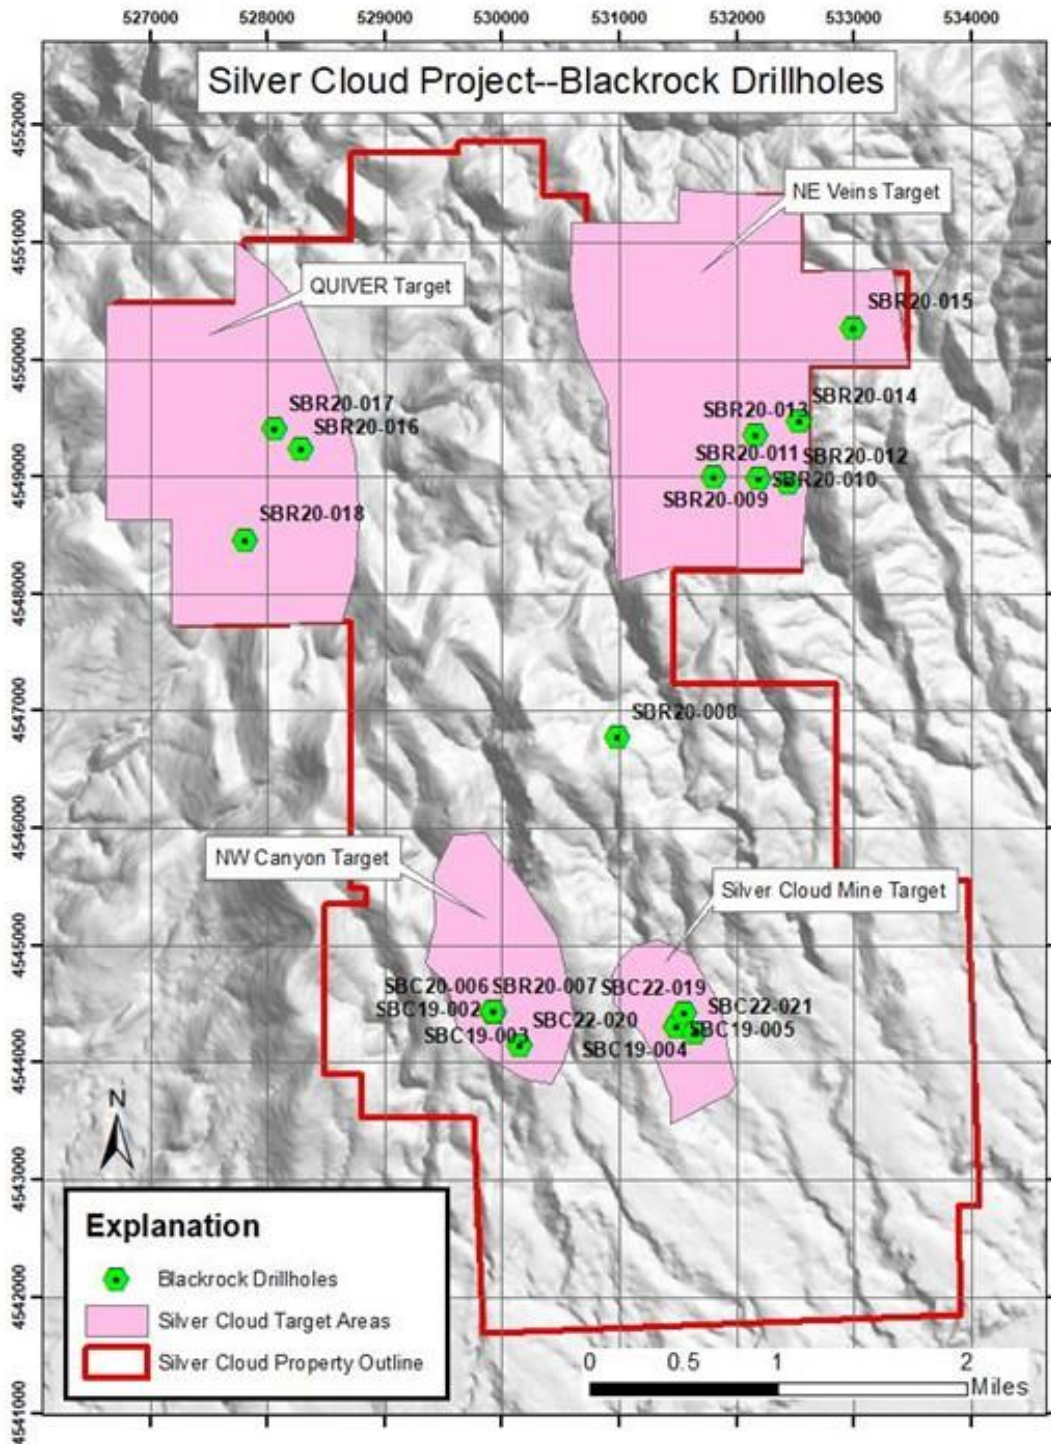 527000 528000 529000 530000 531000 532000 533000 534000
Silver Cloud Project--Blackrock Drillholes
4552000
NE Veins Target
4551000
QUIVER Target
SBR20-015
4550000
SBR20-014
SBR20-017
SBR20-013
SBR20-016
SBR20-011
SBR20-012
4549000
SBR20-009
SBR20-010
SBR20-018
4548000
4547000
SBR20-008
4546000
NW Canyon Target
Silver Cloud Mine Target
4545000
SBC20-006
SBR20-007
SBC22-019
SBC19-002
SBC22-021
SBC22-020
SBC19-005
SBC19-003
SBC19-004
4544000
N
4543000
Explanation
Blackrock Drillholes
4542000
Silver Cloud Target Areas
Silver Cloud Property Outline
0 0.5 1 2
Miles
4541000